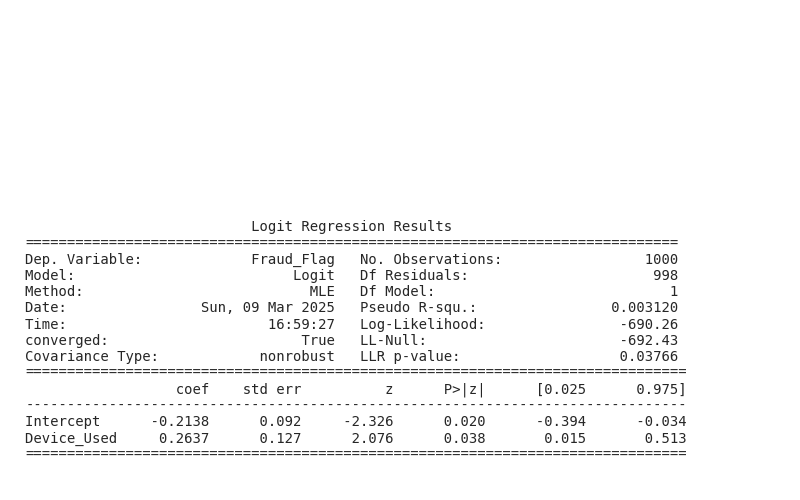 Logit Regression Results
==============================================================================
Dep. Variable: Fraud_Flag No. Observations: 1000
Model: Logit Df Residuals: 998
Method: MLE Df Model: 1
Date: Sun, 09 Mar 2025 Pseudo R-squ.: 0.003120
Time: 16:59:27 Log-Likelihood: -690.26
converged: True LL-Null: -692.43
Covariance Type: nonrobust LLR p-value: 0.03766
===============================================================================
coef std err z P>|z| [0.025 0.975]
-------------------------------------------------------------------------------
Intercept -0.2138 0.092 -2.326 0.020 -0.394 -0.034
Device_Used 0.2637 0.127 2.076 0.038 0.015 0.513
===============================================================================